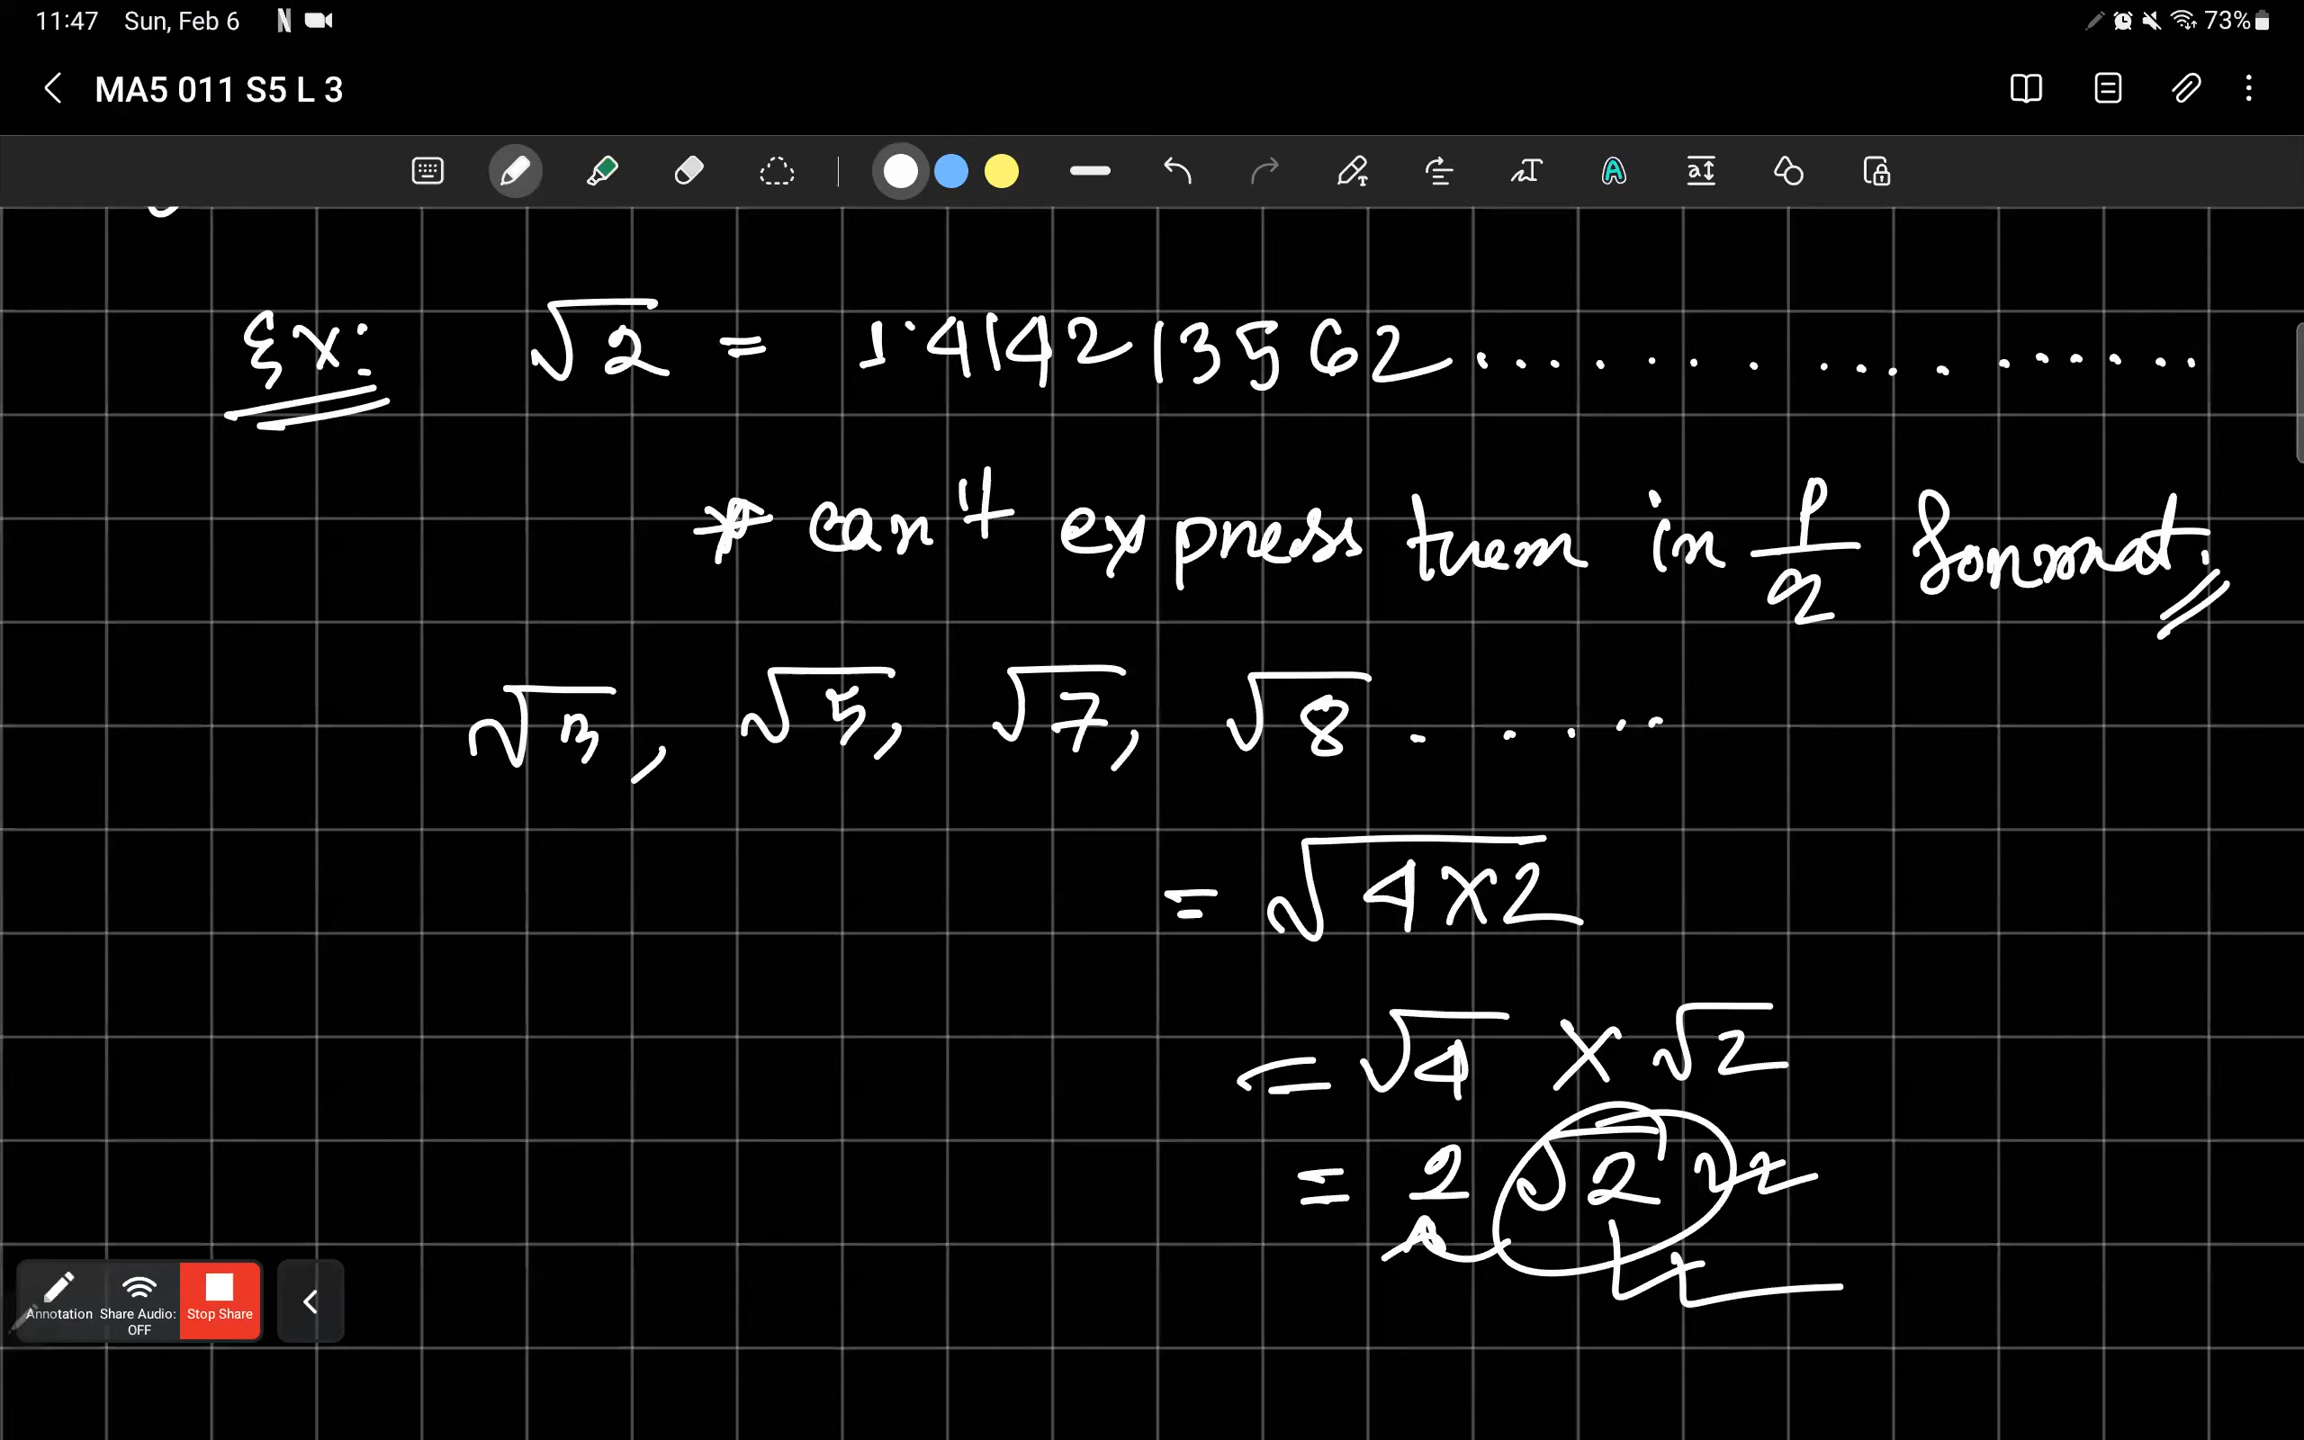 11:47 Sun, Feb 6 73%
MA5 011 S5 L 3
Ex: √2 = 1.414213562..................
* can't express them in p/q format.
√3, √5, √7, √8 . . . . .
= √4×2
= √4 × √2
= 2 √2
Annotation Share Audio: OFF Stop Share